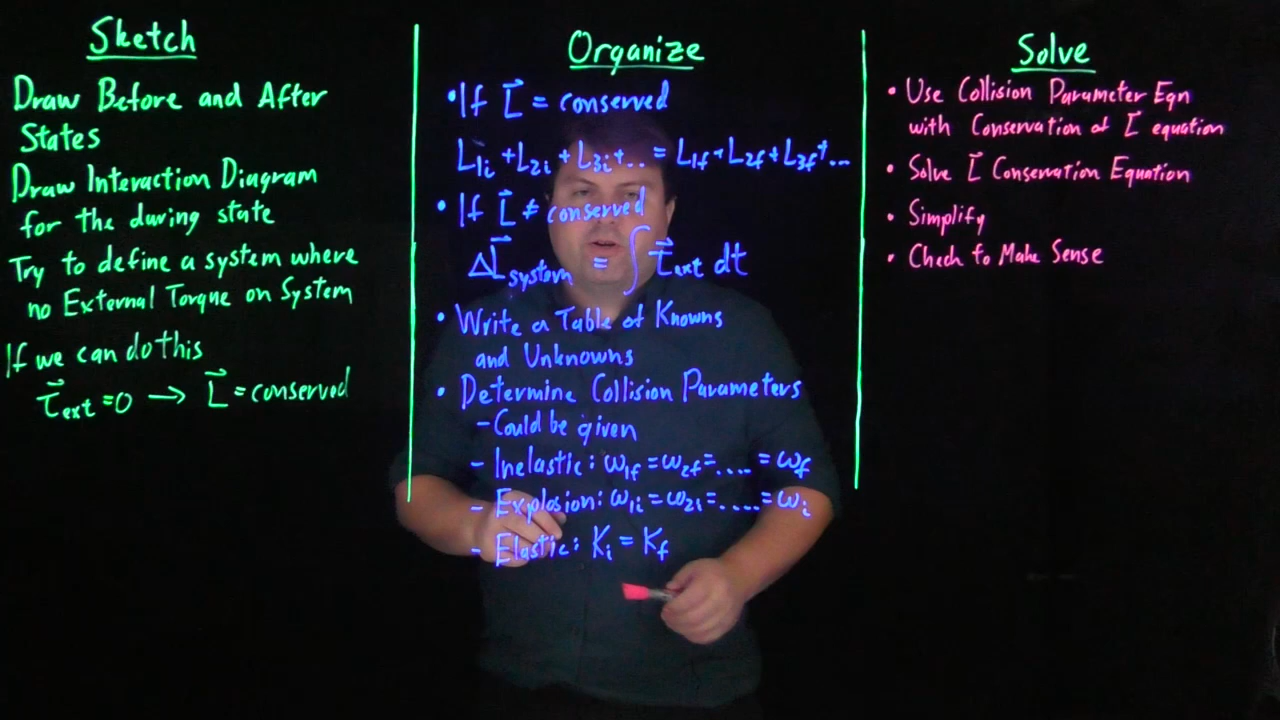 Sketch
Draw Before and After
States
Draw Interaction Diagram
for the during state
Try to define a system where
no External Torque on System
If we can do this
τ⃗ext = 0 → L⃗ = conserved
Organize
• If L⃗ = conserved
L1i + L2i + L3i + .. = L1f + L2f + L3f + ...
• If L⃗ ≠ conserved
ΔL⃗system = ∫ τ⃗ext dt
• Write a Table of Knowns
and Unknowns
• Determine Collision Parameters
- Could be given
- Inelastic: ω1f = ω2f = .... = ωf
- Explosion: ω1i = ω2i = .... = ωi
- Elastic: Ki = Kf
Solve
• Use Collision Parameter Eqn
with Conservation of L⃗ equation
• Solve L⃗ Conservation Equation
• Simplify
• Check to Make Sense